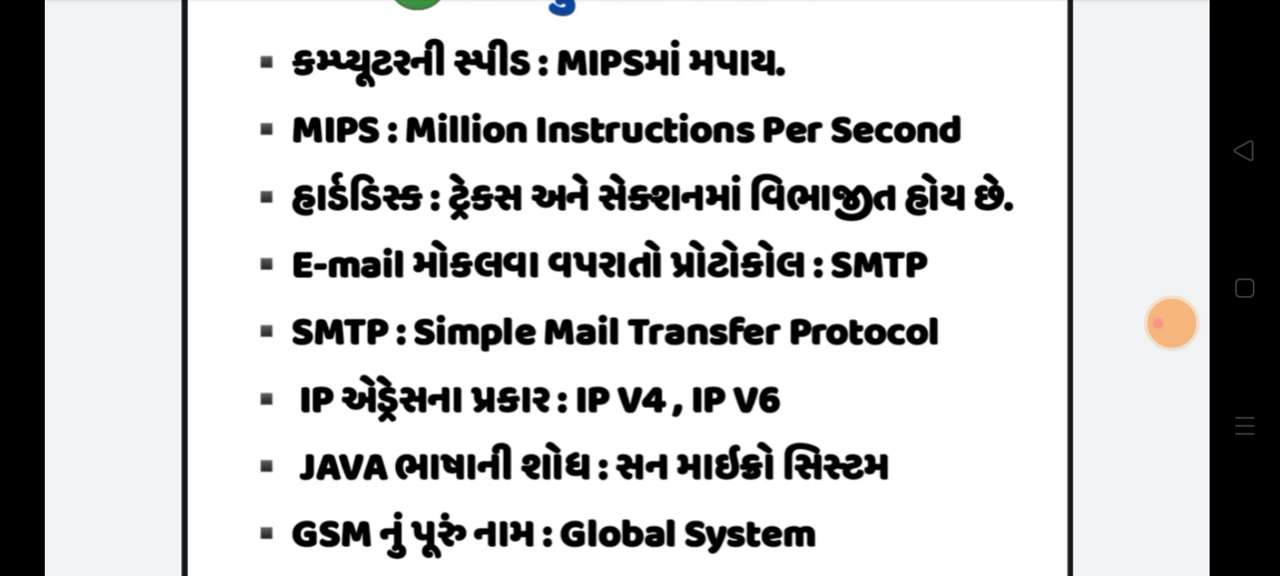 ▪ કમ્પ્યૂટરની સ્પીડ : MIPSમાં મપાય.
▪ MIPS : Million Instructions Per Second
▪ હાર્ડડિસ્ક : ટ્રેકસ અને સેક્શનમાં વિભાજીત હોય છે.
▪ E-mail મોકલવા વપરાતો પ્રોટોકોલ : SMTP
▪ SMTP : Simple Mail Transfer Protocol
▪ IP એડ્રેસના પ્રકાર : IP V4 , IP V6
▪ JAVA ભાષાની શોધ : સન માઈક્રો સિસ્ટમ
▪ GSM નું પૂરું નામ : Global System